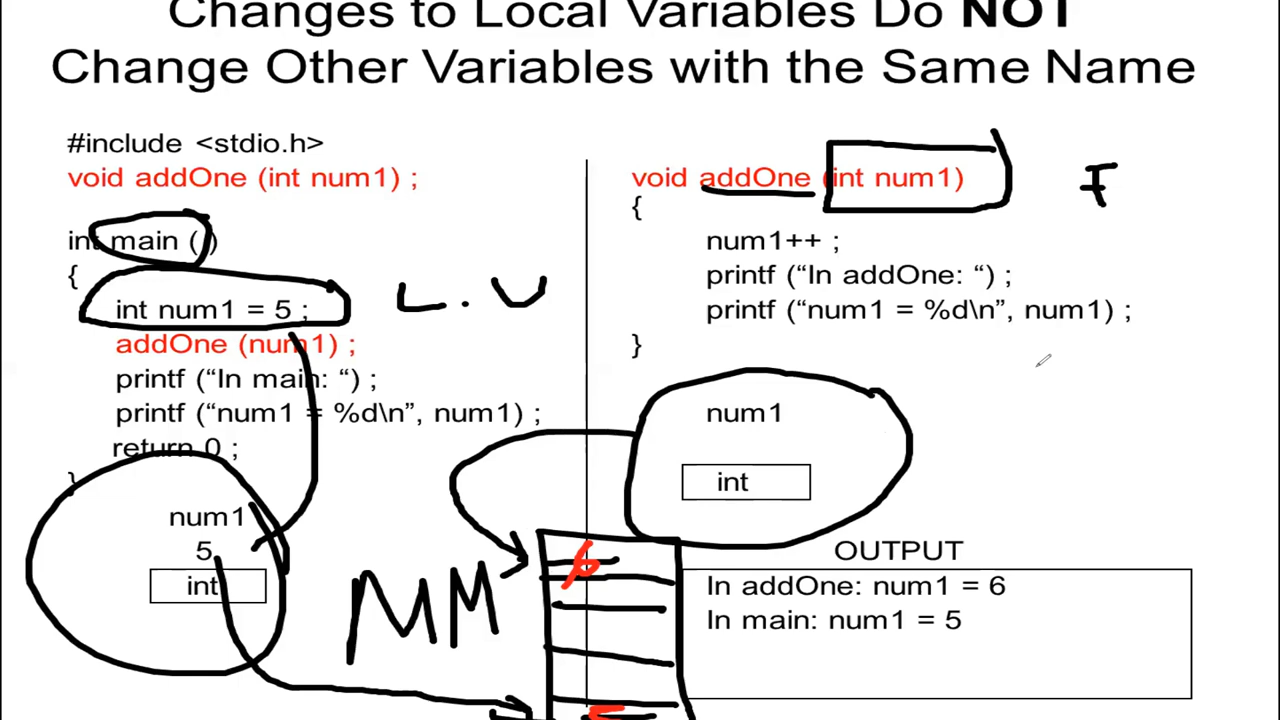 Changes to Local Variables Do NOT
Change Other Variables with the Same Name
#include <stdio.h>
void addOne (int num1) ;
int main ( )
{
int num1 = 5 ;
addOne (num1) ;
printf (“In main: “) ;
printf (“num1 = %d\n”, num1) ;
return 0 ;
}
num1
5
int
L.V
MM
void addOne (int num1)
{
num1++ ;
printf (“In addOne: “) ;
printf (“num1 = %d\n”, num1) ;
}
F
num1
int
6
OUTPUT
In addOne: num1 = 6
In main: num1 = 5